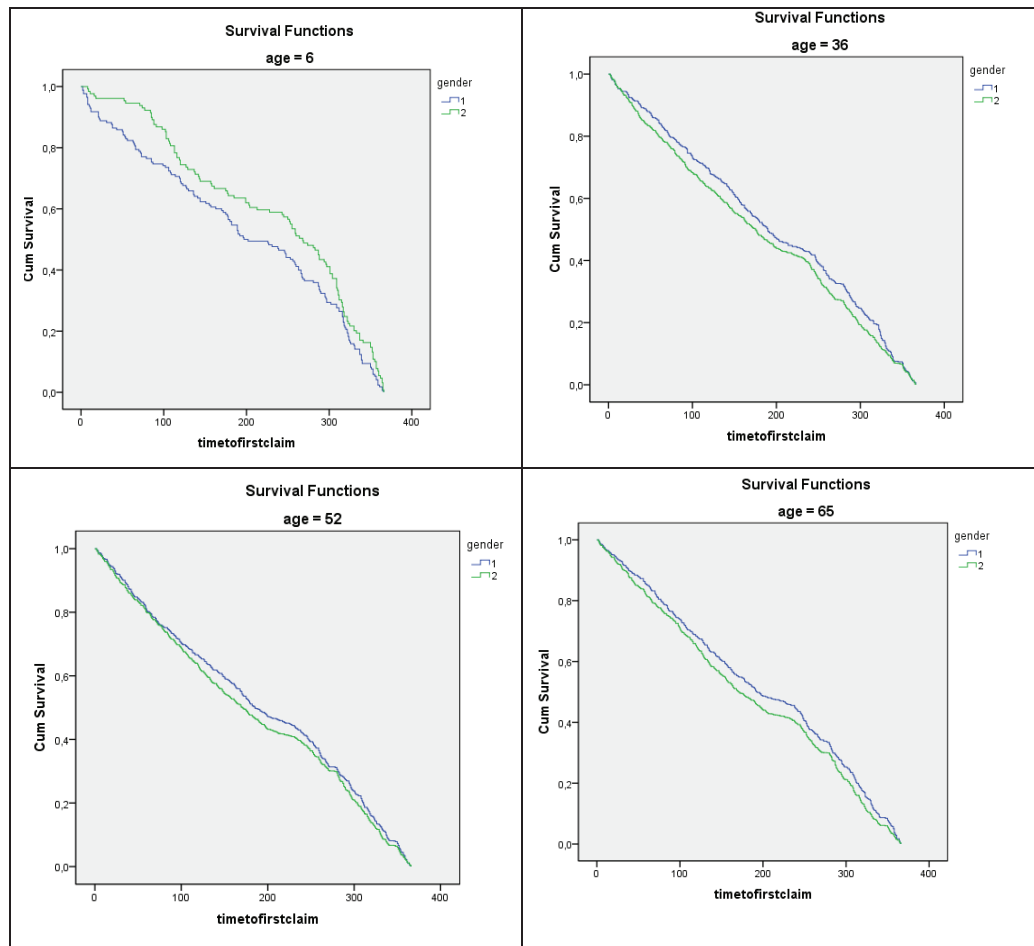 Survival Functions
age = 6
gender
1
2
1,0
0,8
0,6
0,4
0,2
0,0
Cum Survival
0
100
200
300
400
timetofirstclaim
Survival Functions
age = 36
gender
1
2
1,0
0,8
0,6
0,4
0,2
0,0
Cum Survival
0
100
200
300
400
timetofirstclaim
Survival Functions
age = 52
gender
1
2
1,0
0,8
0,6
0,4
0,2
0,0
Cum Survival
0
100
200
300
400
timetofirstclaim
Survival Functions
age = 65
gender
1
2
1,0
0,8
0,6
0,4
0,2
0,0
Cum Survival
0
100
200
300
400
timetofirstclaim